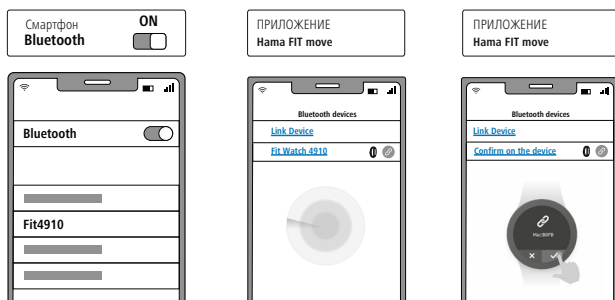 Смартфон
Bluetooth
ON
Bluetooth
Fit4910
ПРИЛОЖЕНИЕ
Hama FIT move
Bluetooth devices
Link Device
Fit Watch 4910
ПРИЛОЖЕНИЕ
Hama FIT move
Bluetooth devices
Link Device
Confirm on the device